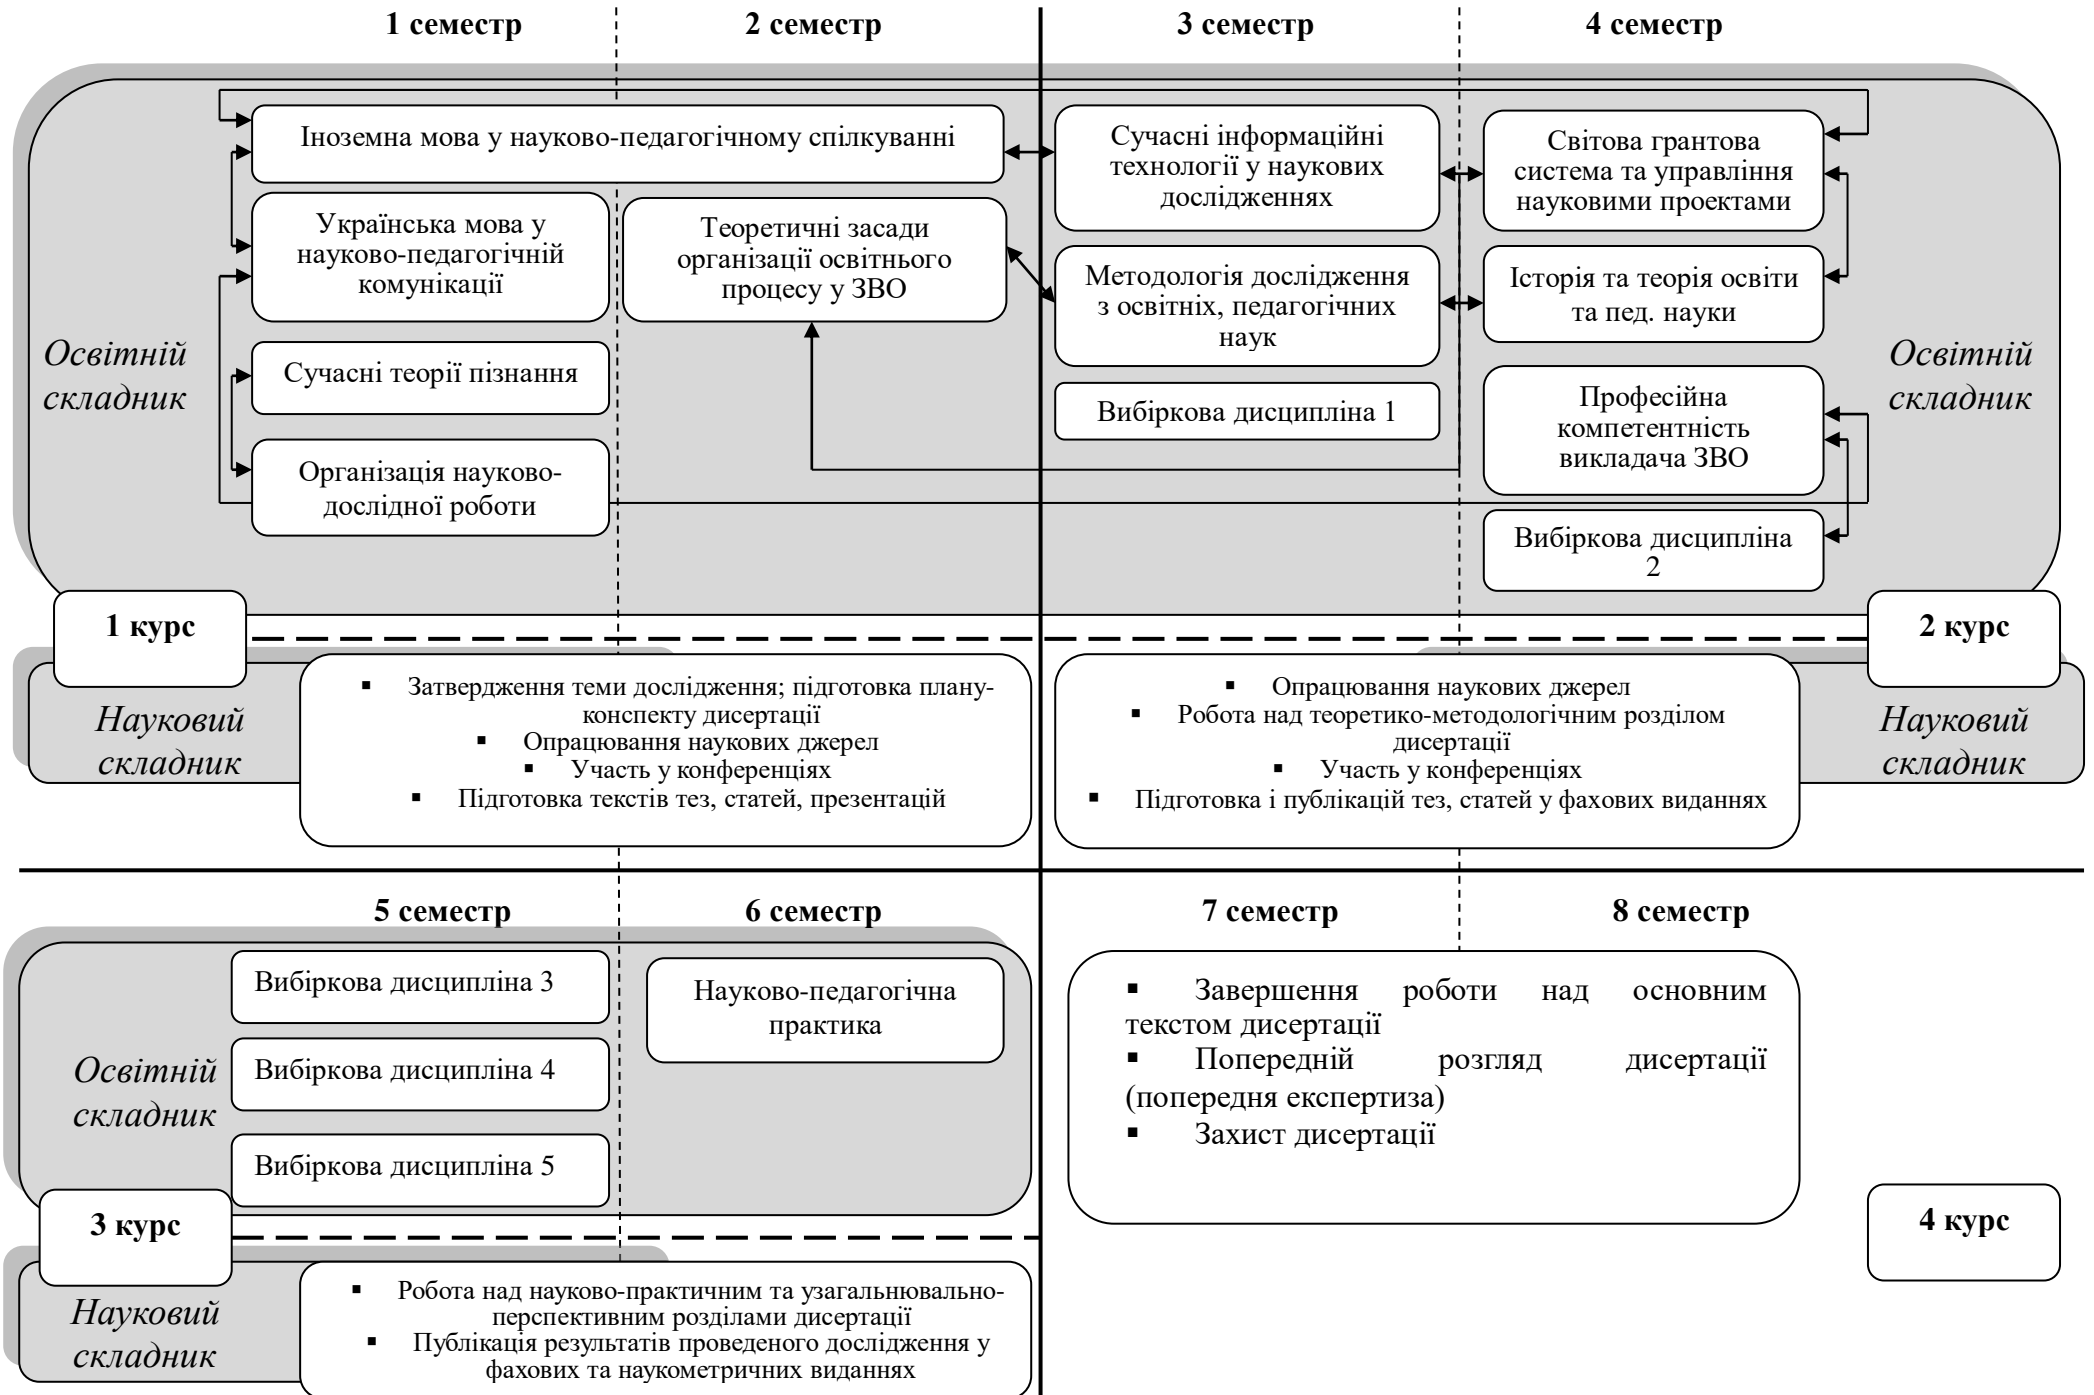 1 семестр
2 семестр
3 семестр
4 семестр
Іноземна мова у науково-педагогічному спілкуванні
Українська мова у
науково-педагогічній
комунікації
Теоретичні засади
організації освітнього
процесу у ЗВО
Сучасні теорії пізнання
Організація науково-
дослідної роботи
Сучасні інформаційні
технології у наукових
дослідженнях
Методологія дослідження
з освітніх, педагогічних
наук
Вибіркова дисципліна 1
Світова грантова
система та управління
науковими проектами
Історія та теорія освіти
та пед. науки
Професійна
компетентність
викладача ЗВО
Вибіркова дисципліна
2
Освітній
складник
Освітній
складник
1 курс
2 курс
Науковий
складник
▪ Затвердження теми дослідження; підготовка плану-
конспекту дисертації
▪ Опрацювання наукових джерел
▪ Участь у конференціях
▪ Підготовка текстів тез, статей, презентацій
▪ Опрацювання наукових джерел
▪ Робота над теоретико-методологічним розділом
дисертації
▪ Участь у конференціях
▪ Підготовка і публікацій тез, статей у фахових виданнях
Науковий
складник
5 семестр
6 семестр
7 семестр
8 семестр
Освітній
складник
Вибіркова дисципліна 3
Вибіркова дисципліна 4
Вибіркова дисципліна 5
Науково-педагогічна
практика
▪ Завершення роботи над основним
текстом дисертації
▪ Попередній розгляд дисертації
(попередня експертиза)
▪ Захист дисертації
3 курс
4 курс
Науковий
складник
▪ Робота над науково-практичним та узагальнювально-
перспективним розділами дисертації
▪ Публікація результатів проведеного дослідження у
фахових та наукометричних виданнях